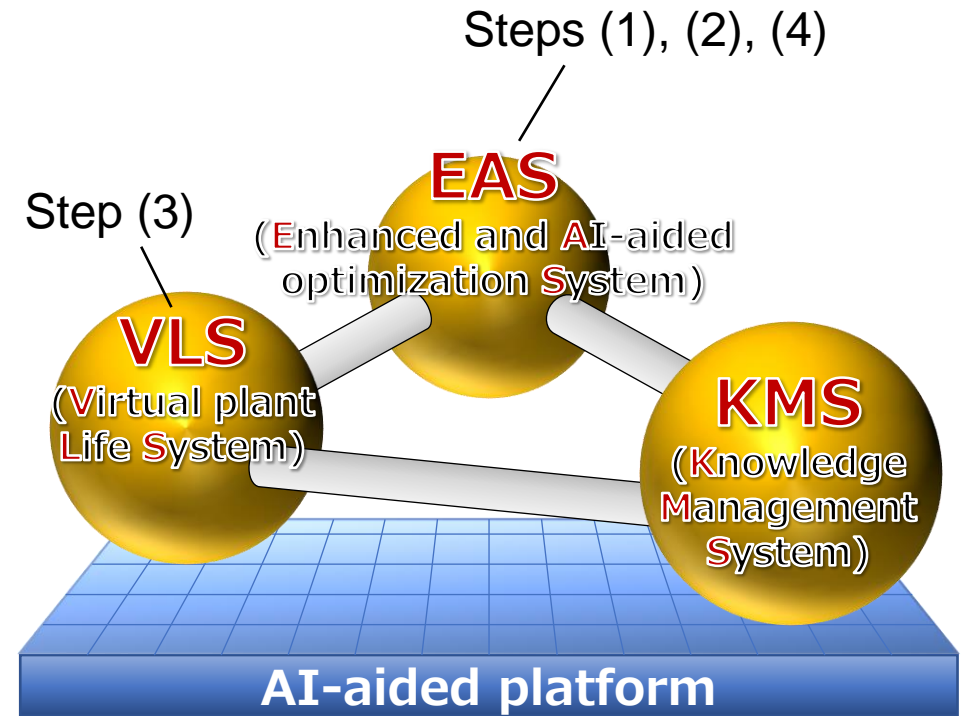 Steps (1), (2), (4)
EAS
(Enhanced and AI-aided
optimization System)
Step (3)
VLS
(Virtual plant
Life System)
KMS
(Knowledge
Management
System)
AI-aided platform